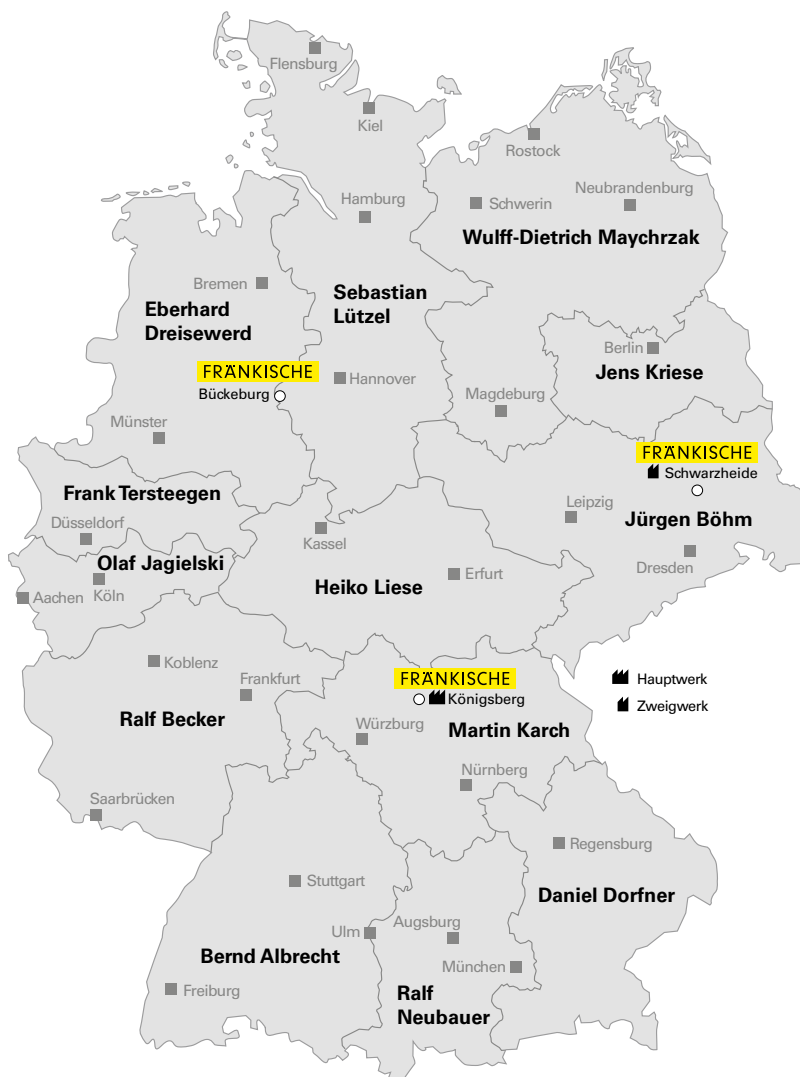 Flensburg
Kiel
Rostock
Hamburg
Schwerin
Neubrandenburg
Wulff-Dietrich Maychrzak
Bremen
Eberhard
Dreisewerd
Sebastian
Lützel
Berlin
Jens Kriese
FRÄNKISCHE
Bückeburg
Hannover
Magdeburg
Münster
FRÄNKISCHE
Schwarzheide
Frank Tersteegen
Düsseldorf
Leipzig
Jürgen Böhm
Kassel
Olaf Jagielski
Aachen
Köln
Heiko Liese
Erfurt
Dresden
Koblenz
Frankfurt
FRÄNKISCHE
Königsberg
Hauptwerk
Zweigwerk
Ralf Becker
Würzburg
Martin Karch
Nürnberg
Saarbrücken
Regensburg
Stuttgart
Daniel Dorfner
Ulm
Augsburg
Bernd Albrecht
München
Freiburg
Ralf
Neubauer